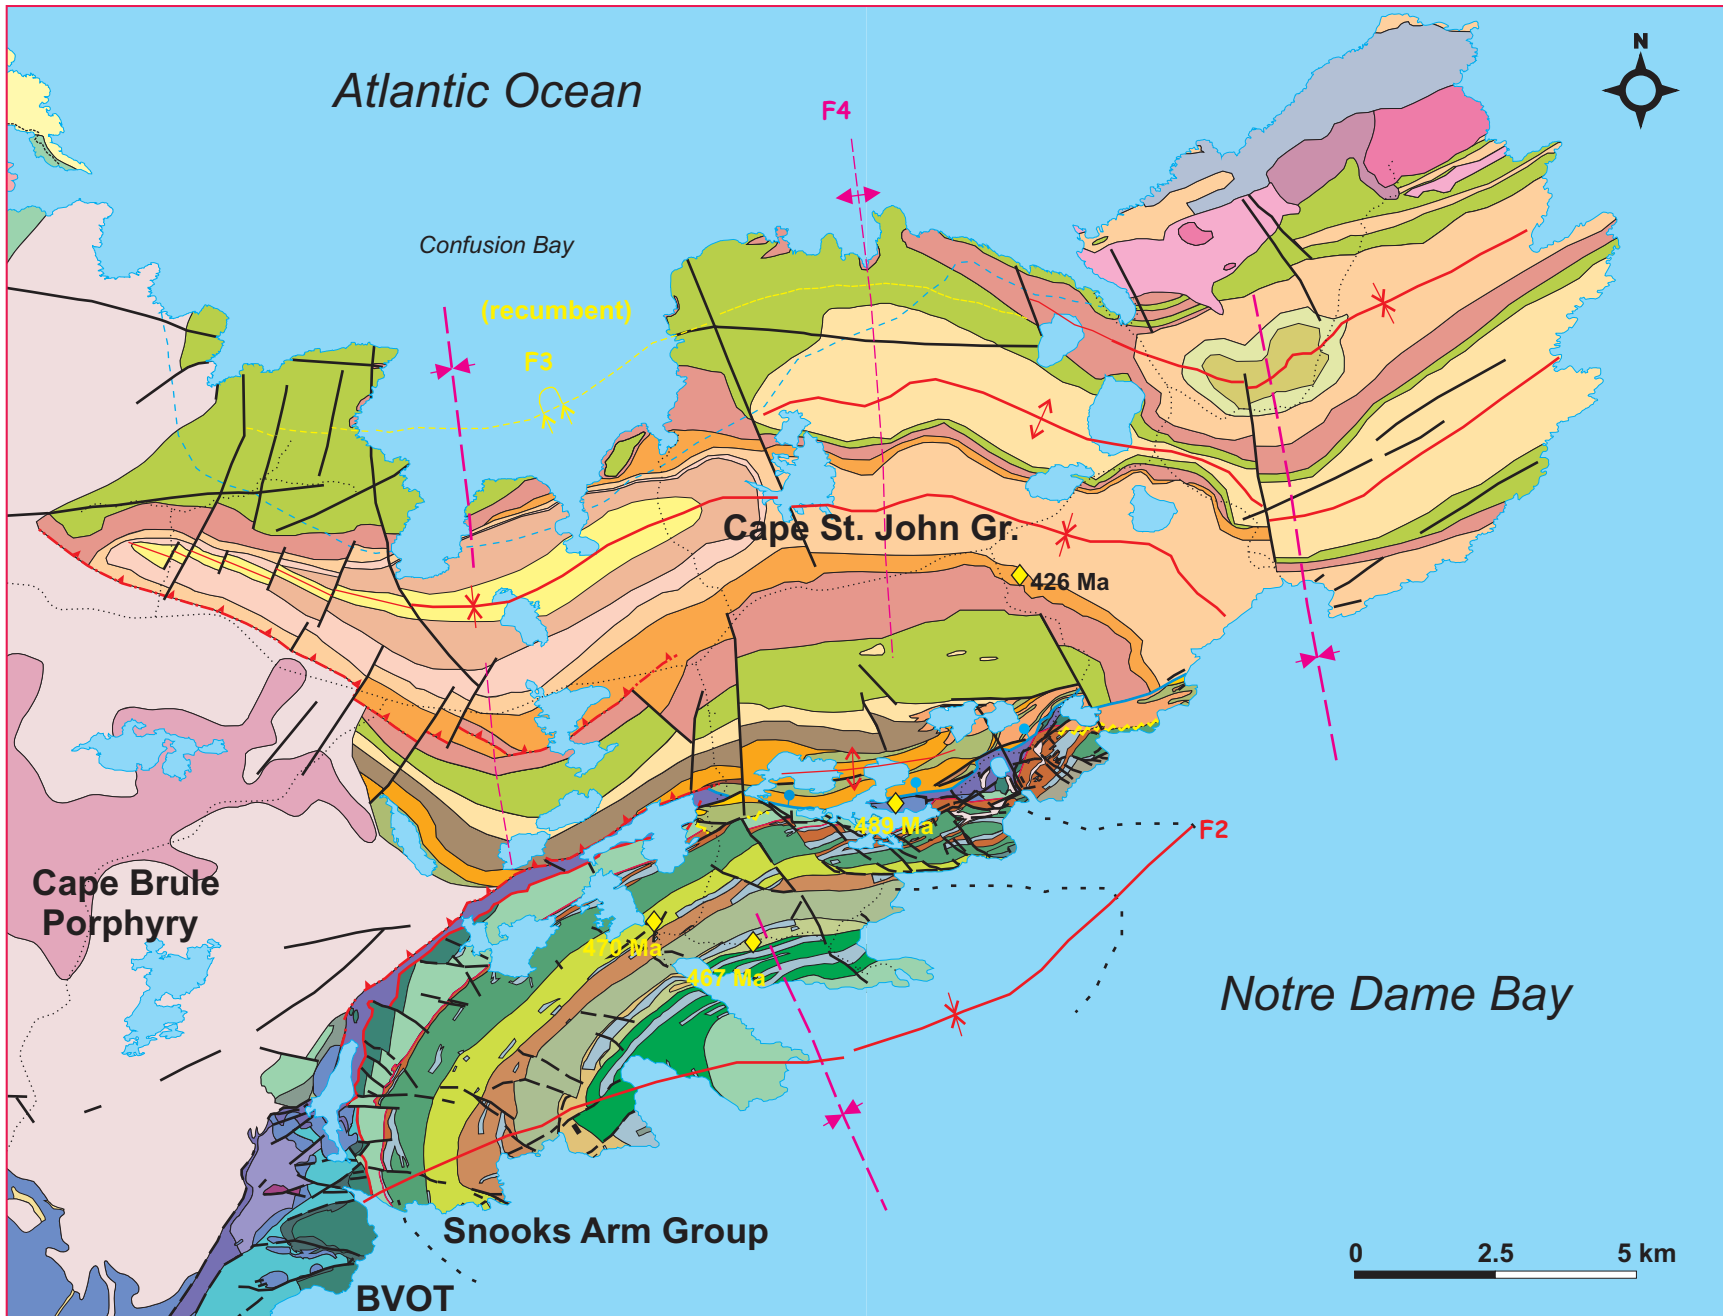 Atlantic Ocean
N
F4
Confusion Bay
(recumbent)
F3
Cape St. John Gr.
426 Ma
489 Ma
F2
Cape Brule
Porphyry
470 Ma
467 Ma
Notre Dame Bay
Snooks Arm Group
0 2.5 5 km
BVOT